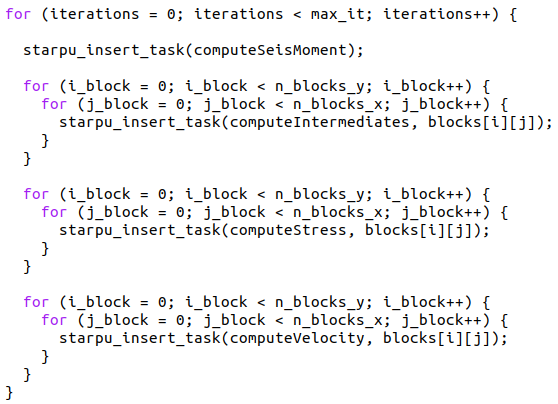 for (iterations = 0; iterations < max_it; iterations++) {
starpu_insert_task(computeSeisMoment);
for (i_block = 0; i_block < n_blocks_y; i_block++) {
for (j_block = 0; j_block < n_blocks_x; j_block++) {
starpu_insert_task(computeIntermediates, blocks[i][j]);
}
}
for (i_block = 0; i_block < n_blocks_y; i_block++) {
for (j_block = 0; j_block < n_blocks_x; j_block++) {
starpu_insert_task(computeStress, blocks[i][j]);
}
}
for (i_block = 0; i_block < n_blocks_y; i_block++) {
for (j_block = 0; j_block < n_blocks_x; j_block++) {
starpu_insert_task(computeVelocity, blocks[i][j]);
}
}
}